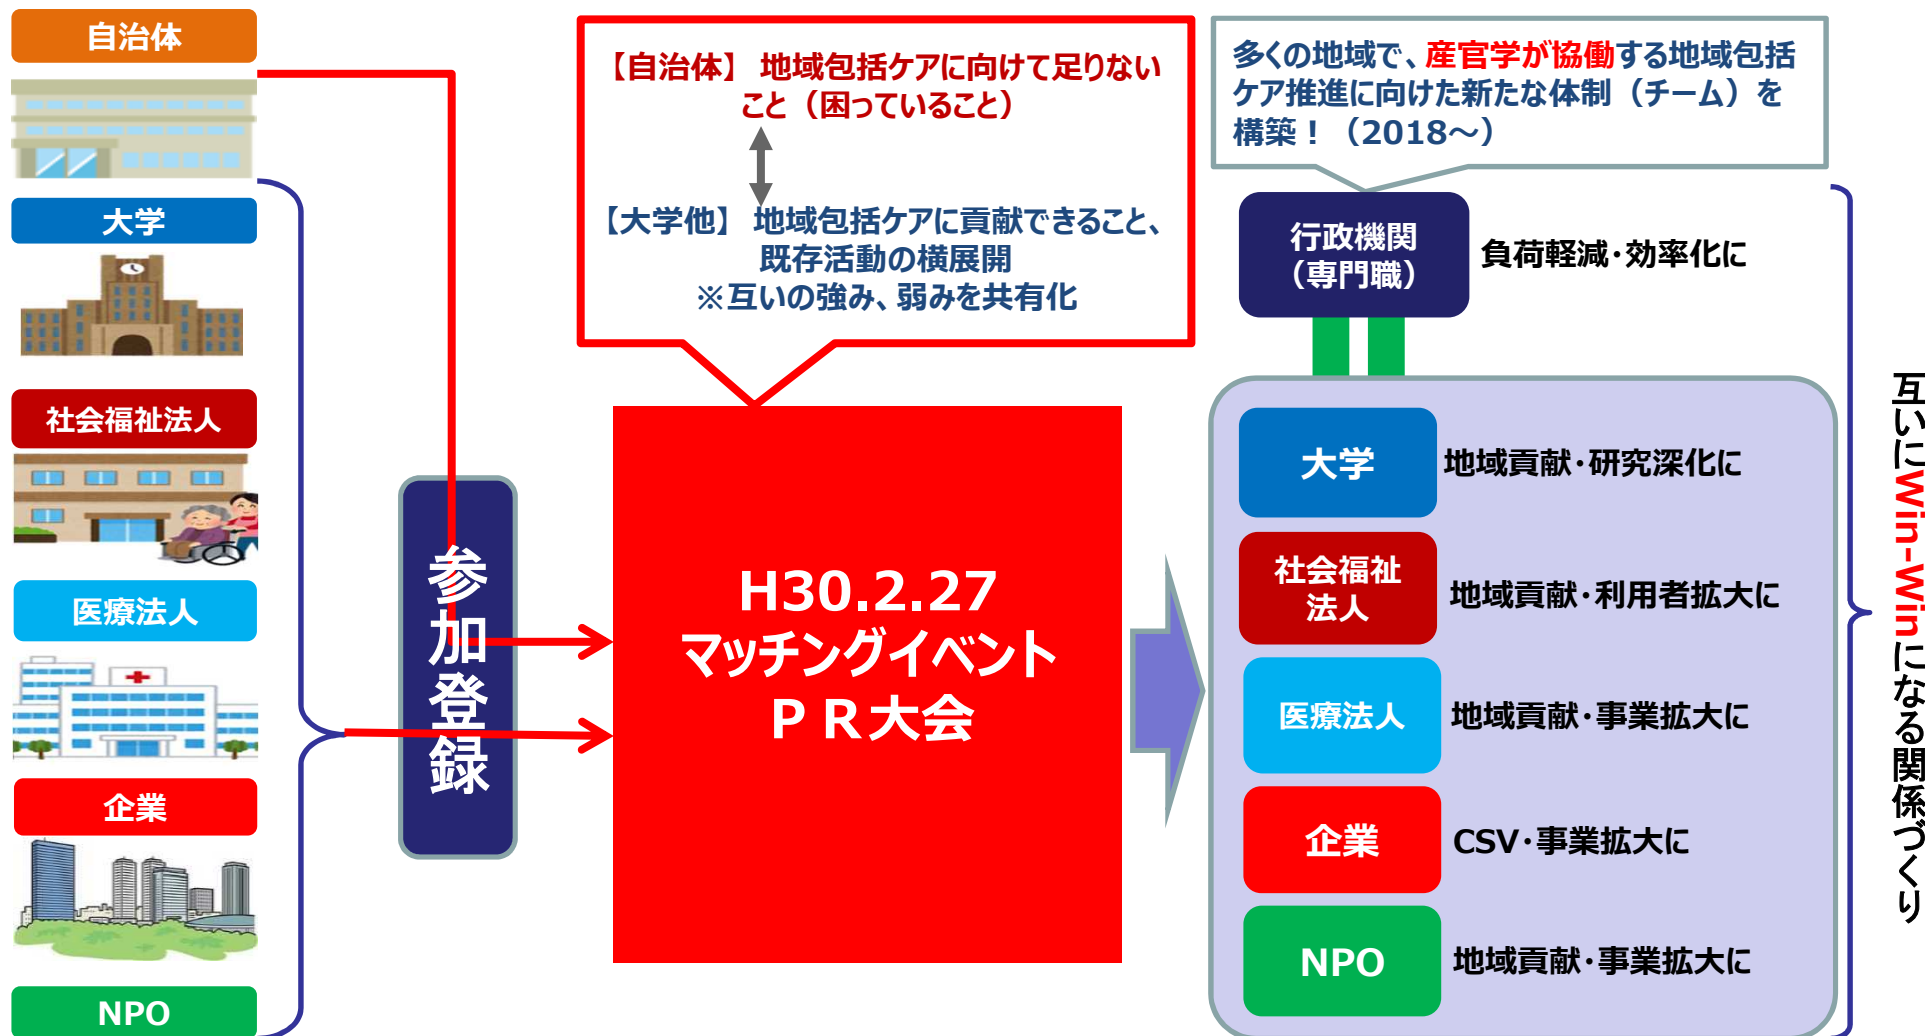 自治体
大学
社会福祉法人
医療法人
企業
NPO
参加登録
【自治体】 地域包括ケアに向けて足りない
こと（困っていること）
【大学他】 地域包括ケアに貢献できること、
既存活動の横展開
※互いの強み、弱みを共有化
H30.2.27
マッチングイベント
ＰＲ大会
多くの地域で、産官学が協働する地域包括
ケア推進に向けた新たな体制（チーム）を
構築！（2018～）
行政機関
（専門職）
負荷軽減・効率化に
大学
地域貢献・研究深化に
社会福祉
法人
地域貢献・利用者拡大に
医療法人
地域貢献・事業拡大に
企業
CSV・事業拡大に
NPO
地域貢献・事業拡大に
互いにWin-Winになる関係づくり